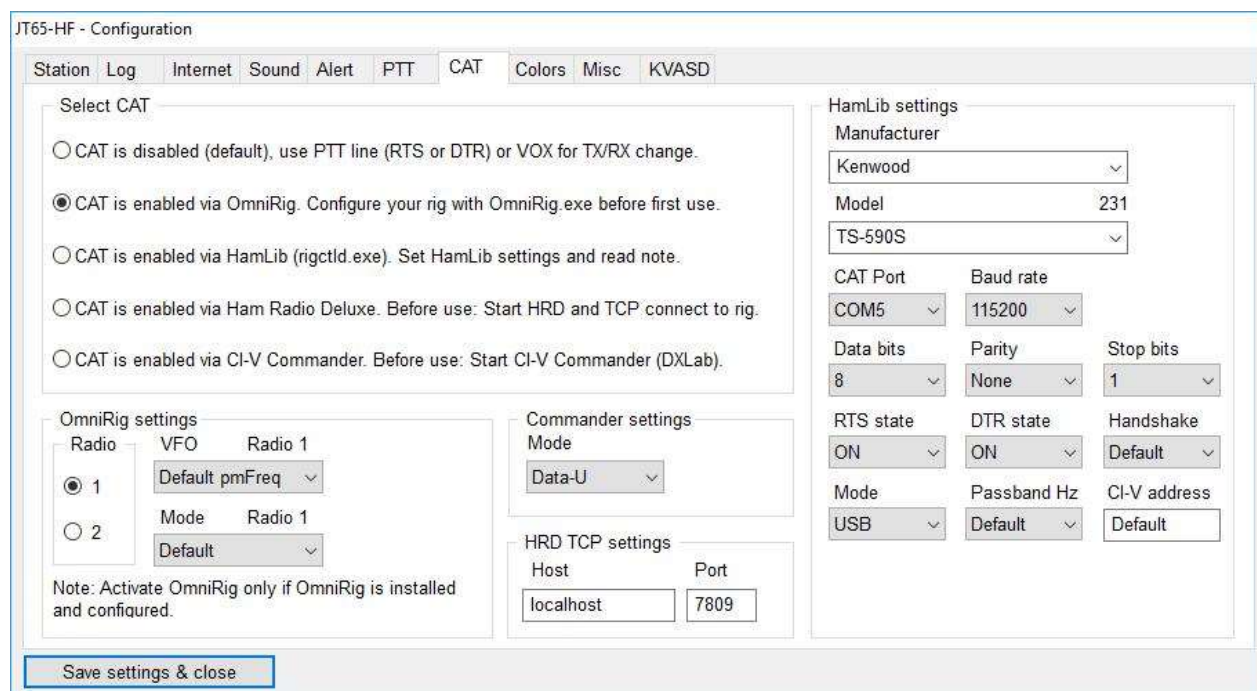 JT65-HF - Configuration
Station Log Internet Sound Alert PTT CAT Colors Misc KVASD
Select CAT
CAT is disabled (default), use PTT line (RTS or DTR) or VOX for TX/RX change.
CAT is enabled via OmniRig. Configure your rig with OmniRig.exe before first use.
CAT is enabled via HamLib (rigctld.exe). Set HamLib settings and read note.
CAT is enabled via Ham Radio Deluxe. Before use: Start HRD and TCP connect to rig.
CAT is enabled via CI-V Commander. Before use: Start CI-V Commander (DXLab).
OmniRig settings
Radio
1
2
VFO Radio 1
Default pmFreq
Mode Radio 1
Default
Note: Activate OmniRig only if OmniRig is installed
and configured.
Commander settings
Mode
Data-U
HRD TCP settings
Host Port
localhost 7809
HamLib settings
Manufacturer
Kenwood
Model 231
TS-590S
CAT Port Baud rate
COM5 115200
Data bits Parity Stop bits
8 None 1
RTS state DTR state Handshake
ON ON Default
Mode Passband Hz CI-V address
USB Default Default
Save settings & close